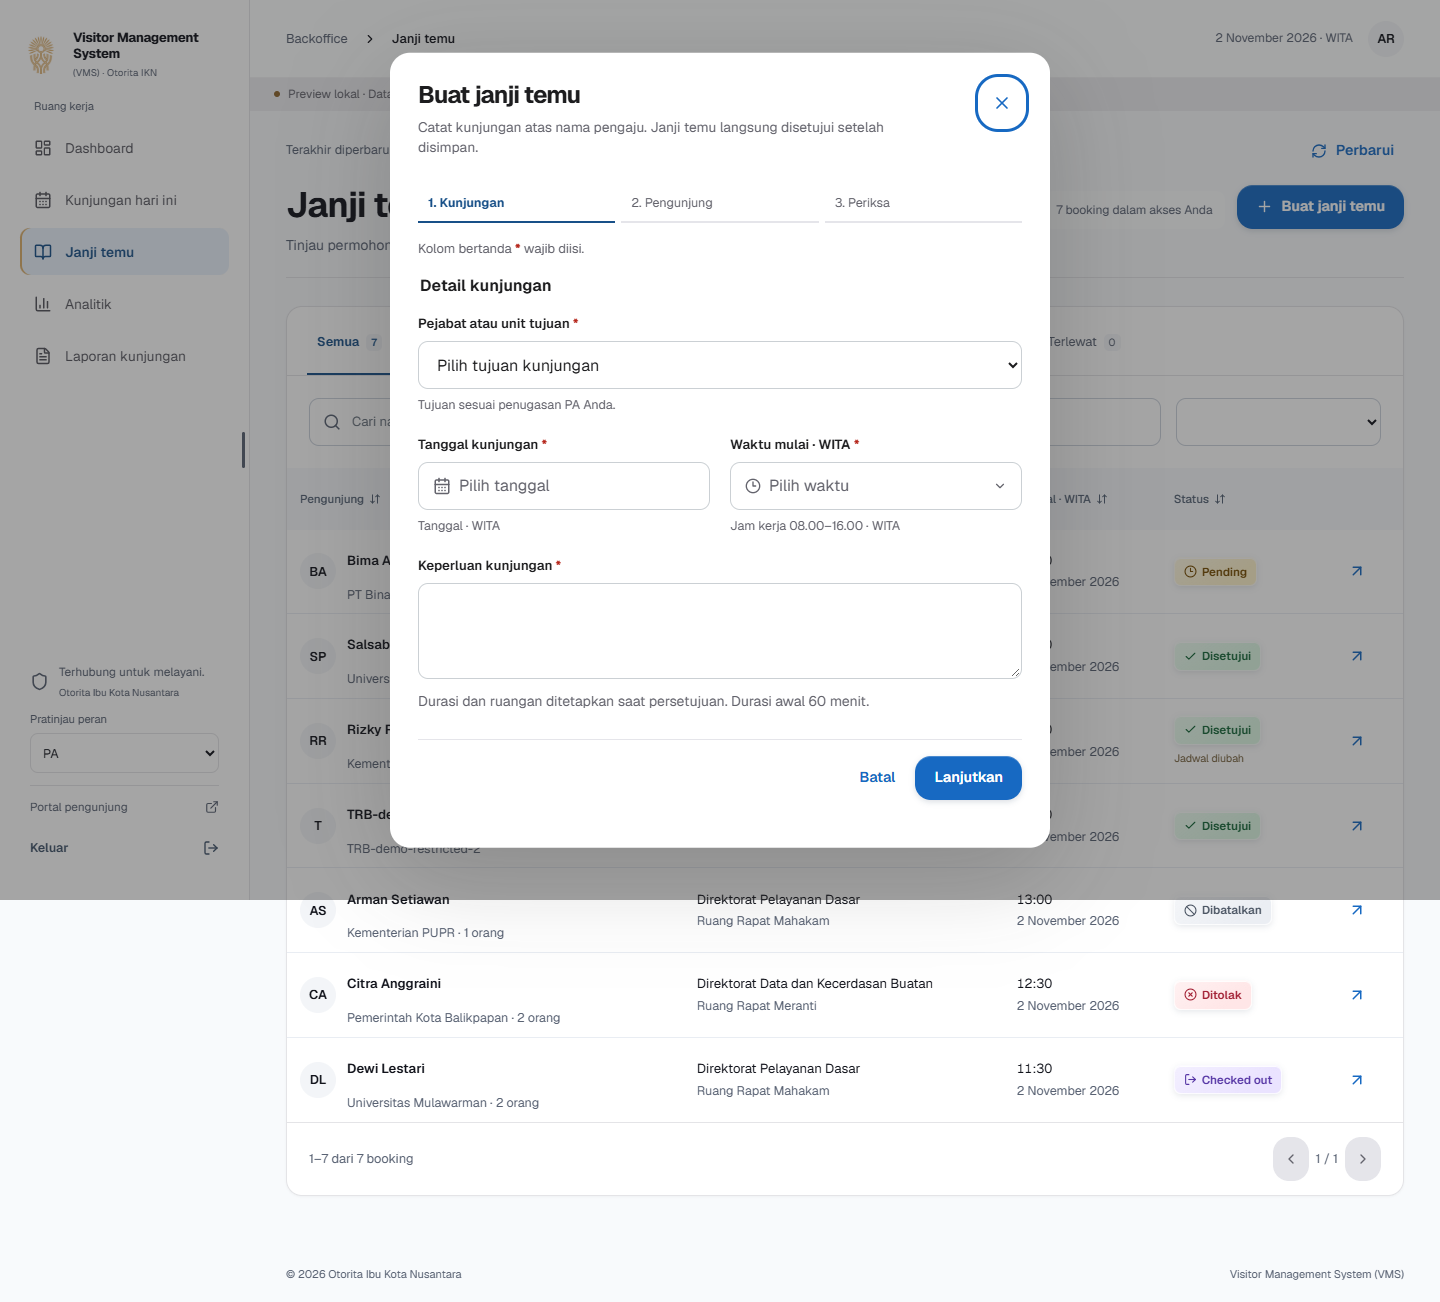 Visitor Management
System
(VMS) · Otorita IKN
Ruang kerja
Dashboard
Kunjungan hari ini
Janji temu
Analitik
Laporan kunjungan
Terhubung untuk melayani.
Otorita Ibu Kota Nusantara
Pratinjau peran
PA
Portal pengunjung
Keluar
Backoffice > Janji temu
2 November 2026 · WITA
AR
Preview lokal · Data
Terakhir diperbaru
Perbarui
Janji t
7 booking dalam akses Anda
+ Buat janji temu
Tinjau permohon
Semua 7
Terlewat 0
Cari na
Pengunjung
al · WITA
Status
BA
Bima A
PT Bina
ember 2026
Pending
SP
Salsab
Univers
ember 2026
Disetujui
RR
Rizky
Kement
ember 2026
Disetujui
Jadwal diubah
T
TRB-de
TRB-demo-restricted-2
ember 2026
Disetujui
AS
Arman Setiawan
Kementerian PUPR · 1 orang
Direktorat Pelayanan Dasar
Ruang Rapat Mahakam
13:00
2 November 2026
Dibatalkan
CA
Citra Anggraini
Pemerintah Kota Balikpapan · 2 orang
Direktorat Data dan Kecerdasan Buatan
Ruang Rapat Meranti
12:30
2 November 2026
Ditolak
DL
Dewi Lestari
Universitas Mulawarman · 2 orang
Direktorat Pelayanan Dasar
Ruang Rapat Mahakam
11:30
2 November 2026
Checked out
1–7 dari 7 booking
1 / 1
© 2026 Otorita Ibu Kota Nusantara
Visitor Management System (VMS)
Buat janji temu
Catat kunjungan atas nama pengaju. Janji temu langsung disetujui setelah
disimpan.
1. Kunjungan
2. Pengunjung
3. Periksa
Kolom bertanda * wajib diisi.
Detail kunjungan
Pejabat atau unit tujuan *
Pilih tujuan kunjungan
Tujuan sesuai penugasan PA Anda.
Tanggal kunjungan *
Pilih tanggal
Tanggal · WITA
Waktu mulai · WITA *
Pilih waktu
Jam kerja 08.00–16.00 · WITA
Keperluan kunjungan *
Durasi dan ruangan ditetapkan saat persetujuan. Durasi awal 60 menit.
Batal
Lanjutkan